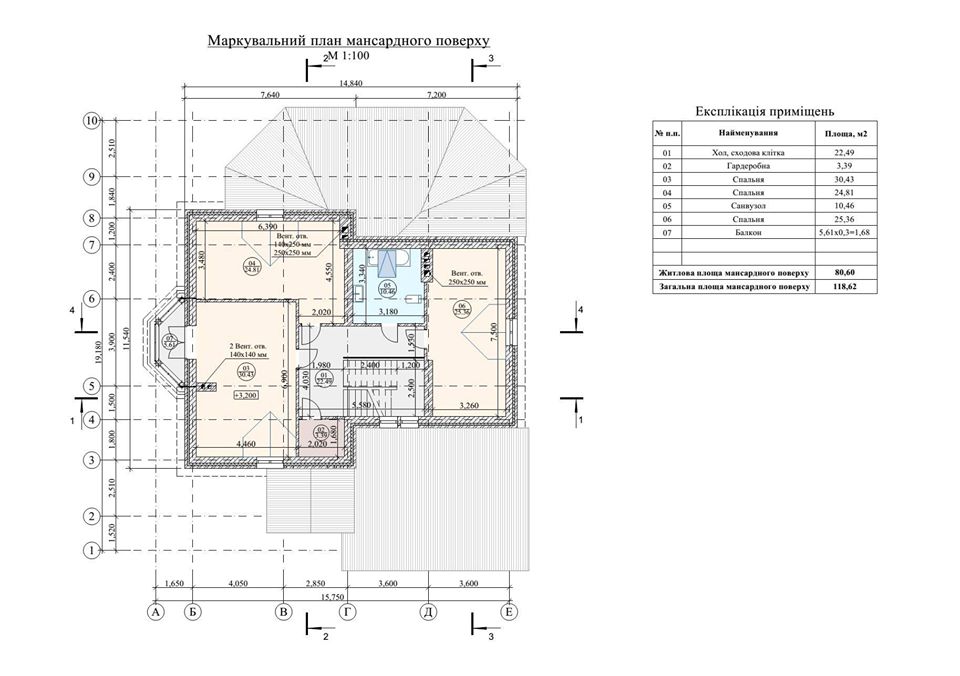 Маркувальний план мансардного поверху
М 1:100
2
3
14,840
7,640
7,200
10
9
8
7
6
5
4
3
2
1
2,510
1,840
1,200
2,400
3,900
1,500
1,800
2,510
1,520
19,180
11,540
6,390
Вент. отв.
140x250 мм
250x250 мм
3,480
04
24.81
4,550
2,020
3,340
05
10.46
3,180
Вент. отв.
250x250 мм
06
25.36
7,500
4
4
07
5.61
2 Вент. отв.
140x140 мм
03
30.43
+3,200
6,900
1,980
2,400
1,200
1,550
4,030
01
22.49
2,500
5,580
3,260
1
1
02
3.39
1,680
4,460
2,020
1,650
4,050
2,850
3,600
3,600
15,750
А
Б
В
Г
Д
Е
2
3
Експлікація приміщень
№ п.п. Найменування Площа, м2
01 Хол, сходова клітка 22,49
02 Гардеробна 3,39
03 Спальня 30,43
04 Спальня 24,81
05 Санвузол 10,46
06 Спальня 25,36
07 Балкон 5,61x0,3=1,68
Житлова площа мансардного поверху 80,60
Загальна площа мансардного поверху 118,62